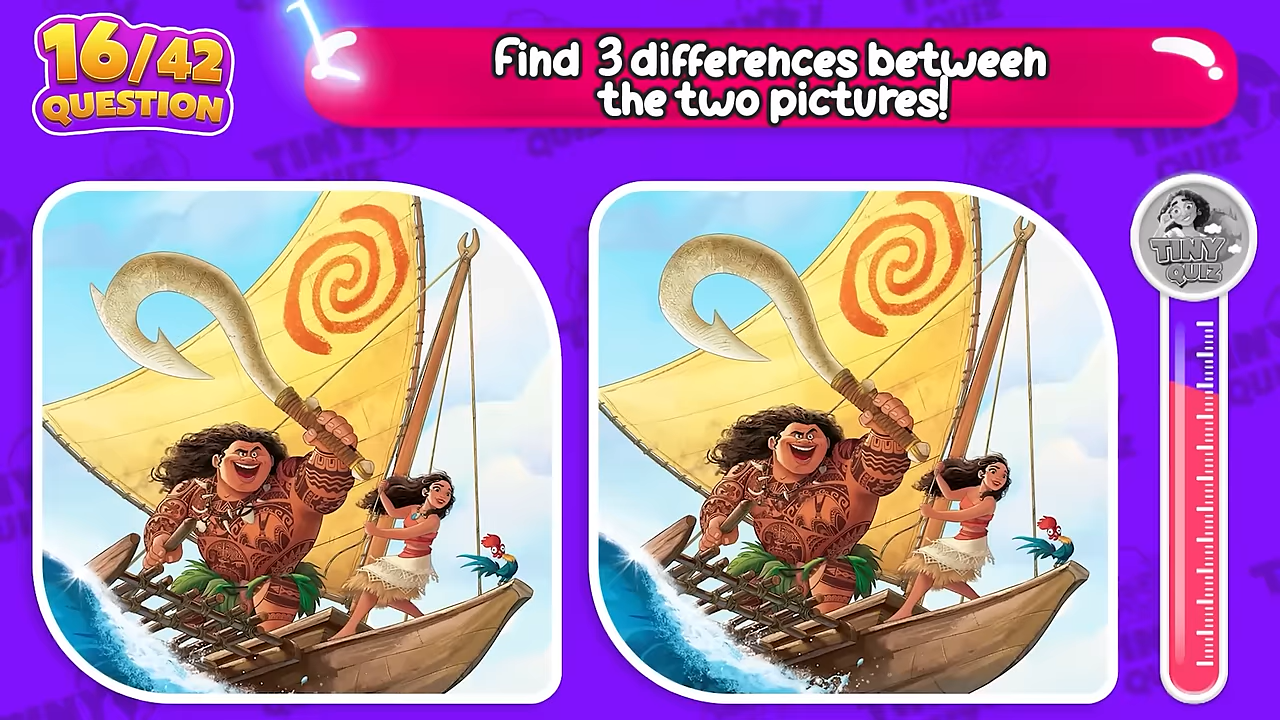 16/42
QUESTION
Find 3 differences between
the two pictures!
TINY
QUIZ